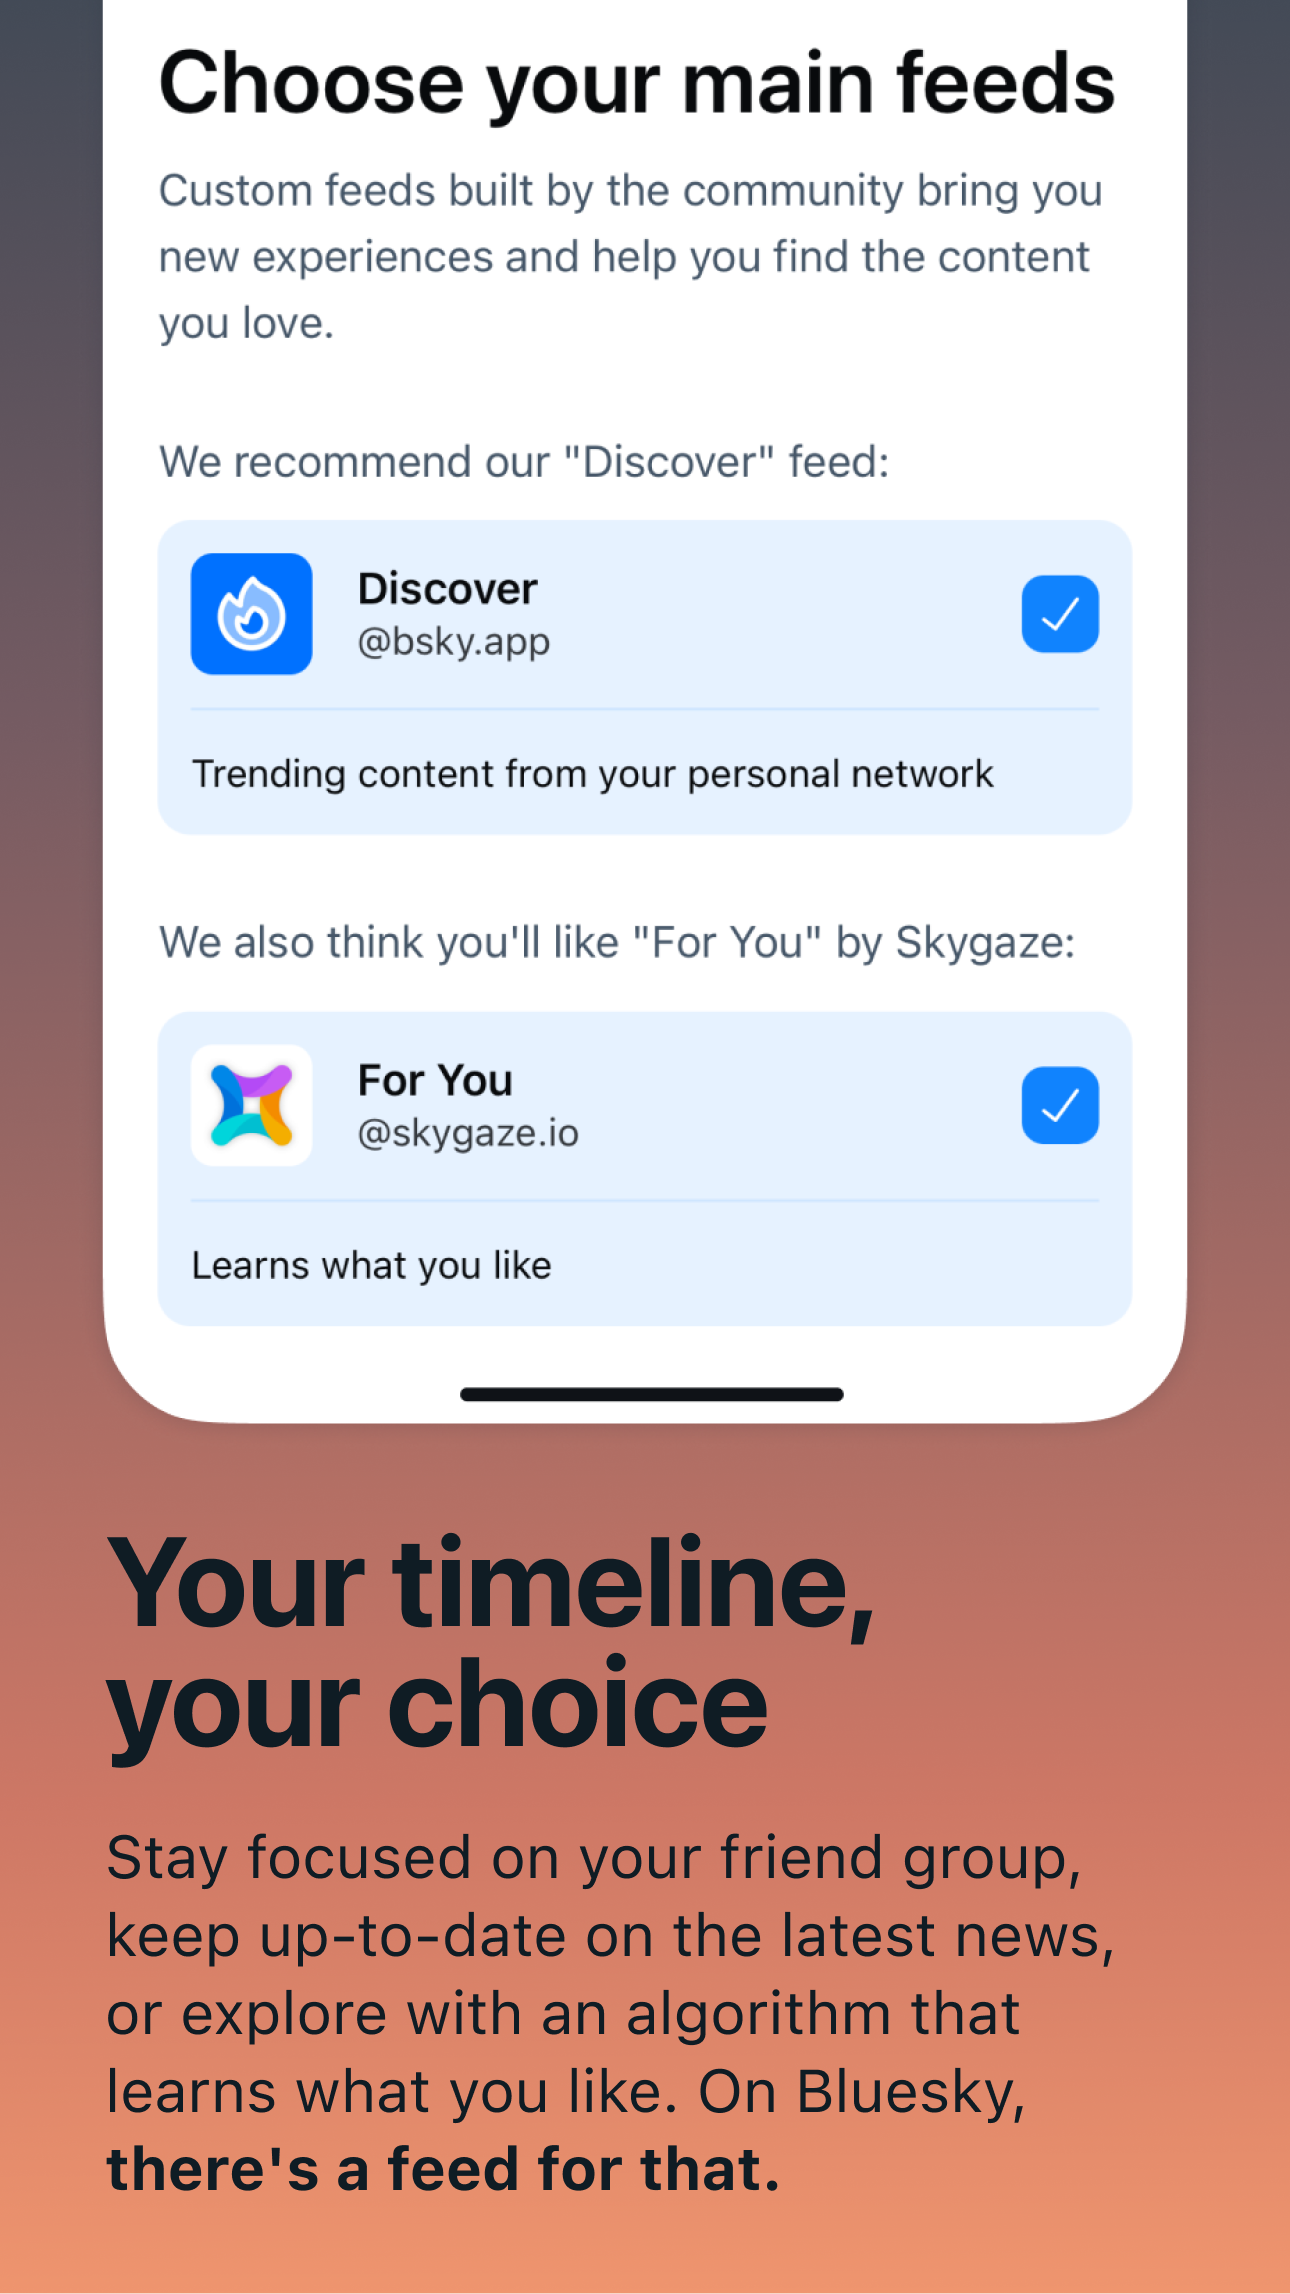 Choose your main feeds
Custom feeds built by the community bring you
new experiences and help you find the content
you love.
We recommend our "Discover" feed:
Discover
@bsky.app
Trending content from your personal network
We also think you'll like "For You" by Skygaze:
For You
@skygaze.io
Learns what you like
Your timeline,
your choice
Stay focused on your friend group,
keep up-to-date on the latest news,
or explore with an algorithm that
learns what you like. On Bluesky,
there's a feed for that.